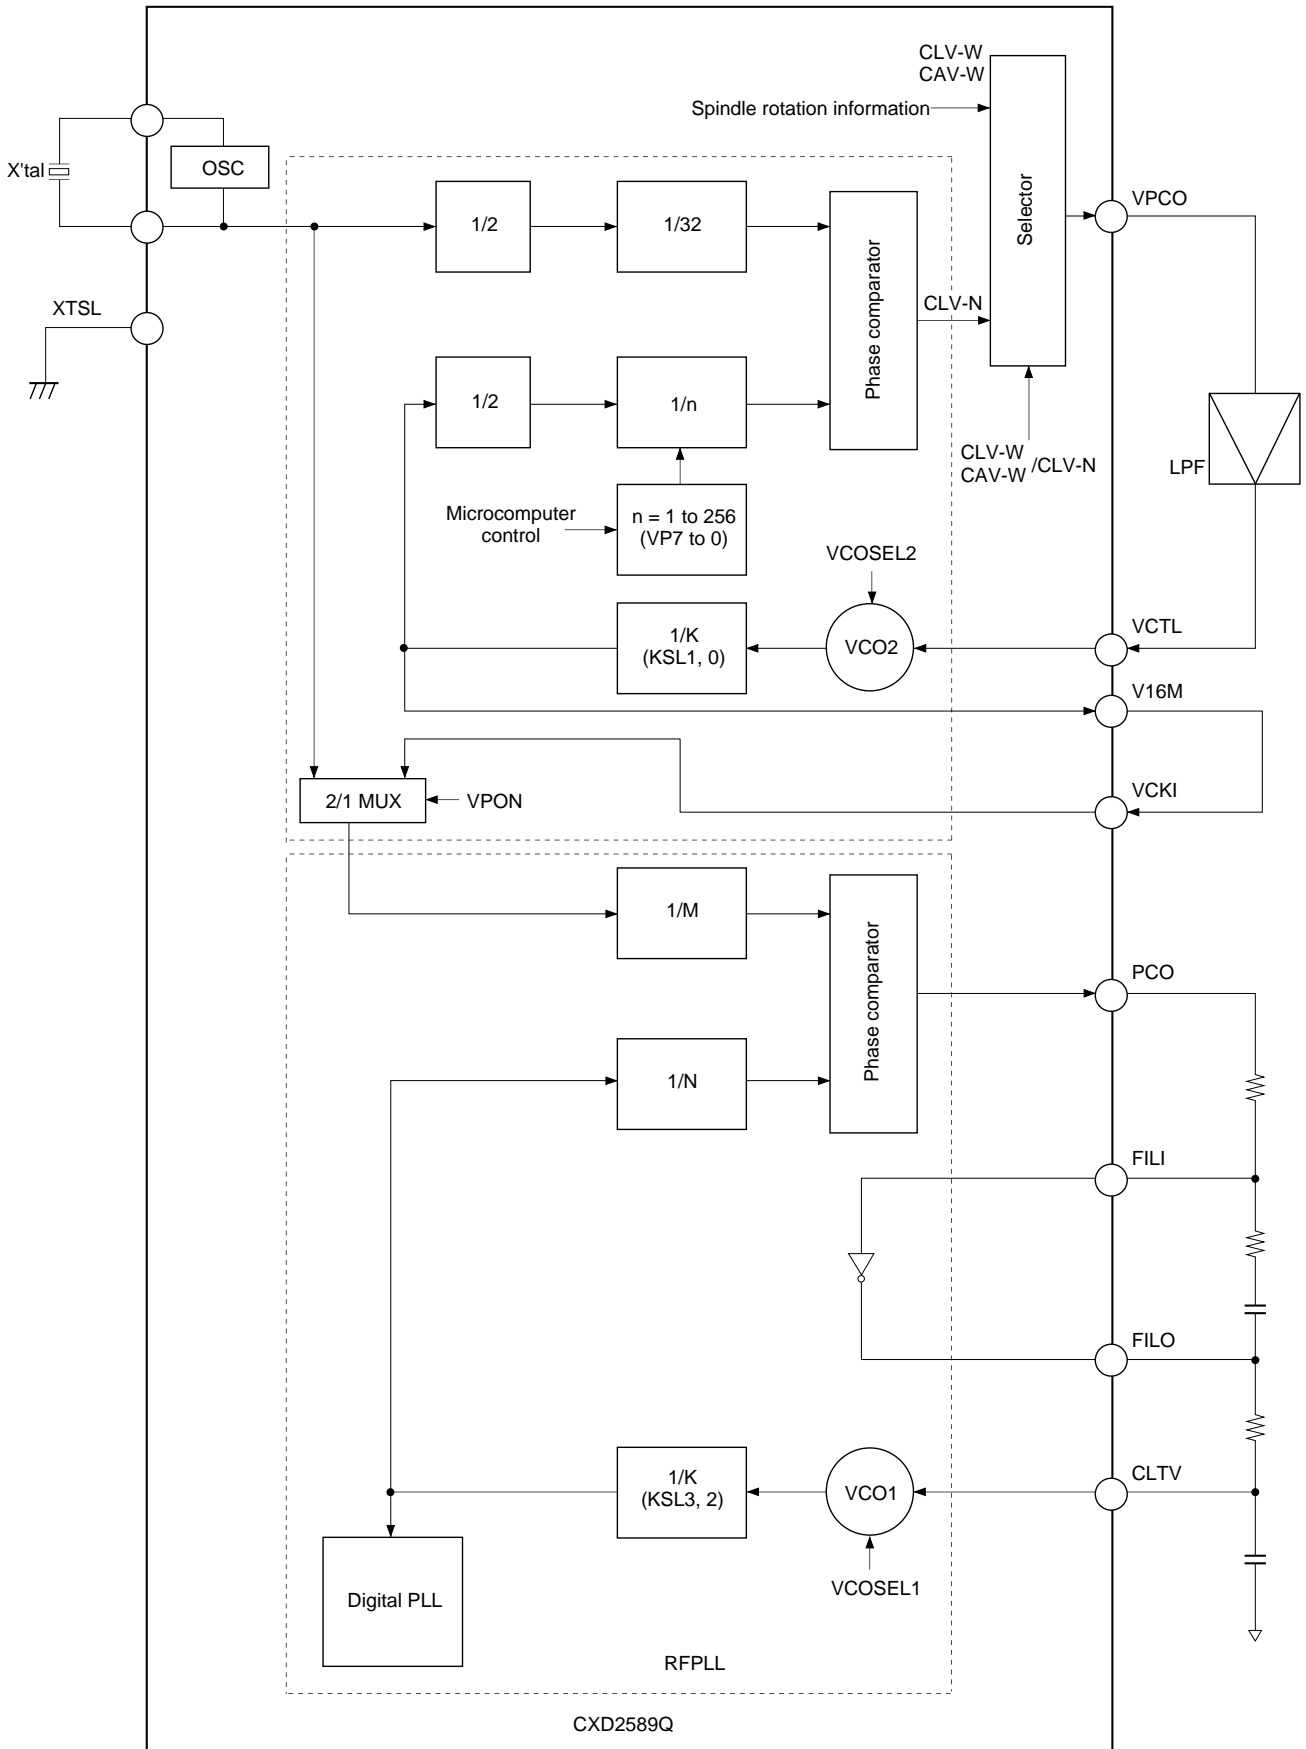 CLV-W
CAV-W
Spindle rotation information
X'tal
OSC
1/2
1/32
Phase comparator
Selector
VPCO
XTSL
CLV-N
1/2
1/n
CLV-W
CAV-W
/CLV-N
LPF
Microcomputer
control
n = 1 to 256
(VP7 to 0)
VCOSEL2
1/K
(KSL1, 0)
VCO2
VCTL
V16M
2/1 MUX
VPON
VCKI
1/M
Phase comparator
PCO
1/N
FILI
FILO
1/K
(KSL3, 2)
VCO1
CLTV
VCOSEL1
Digital PLL
RFPLL
CXD2589Q